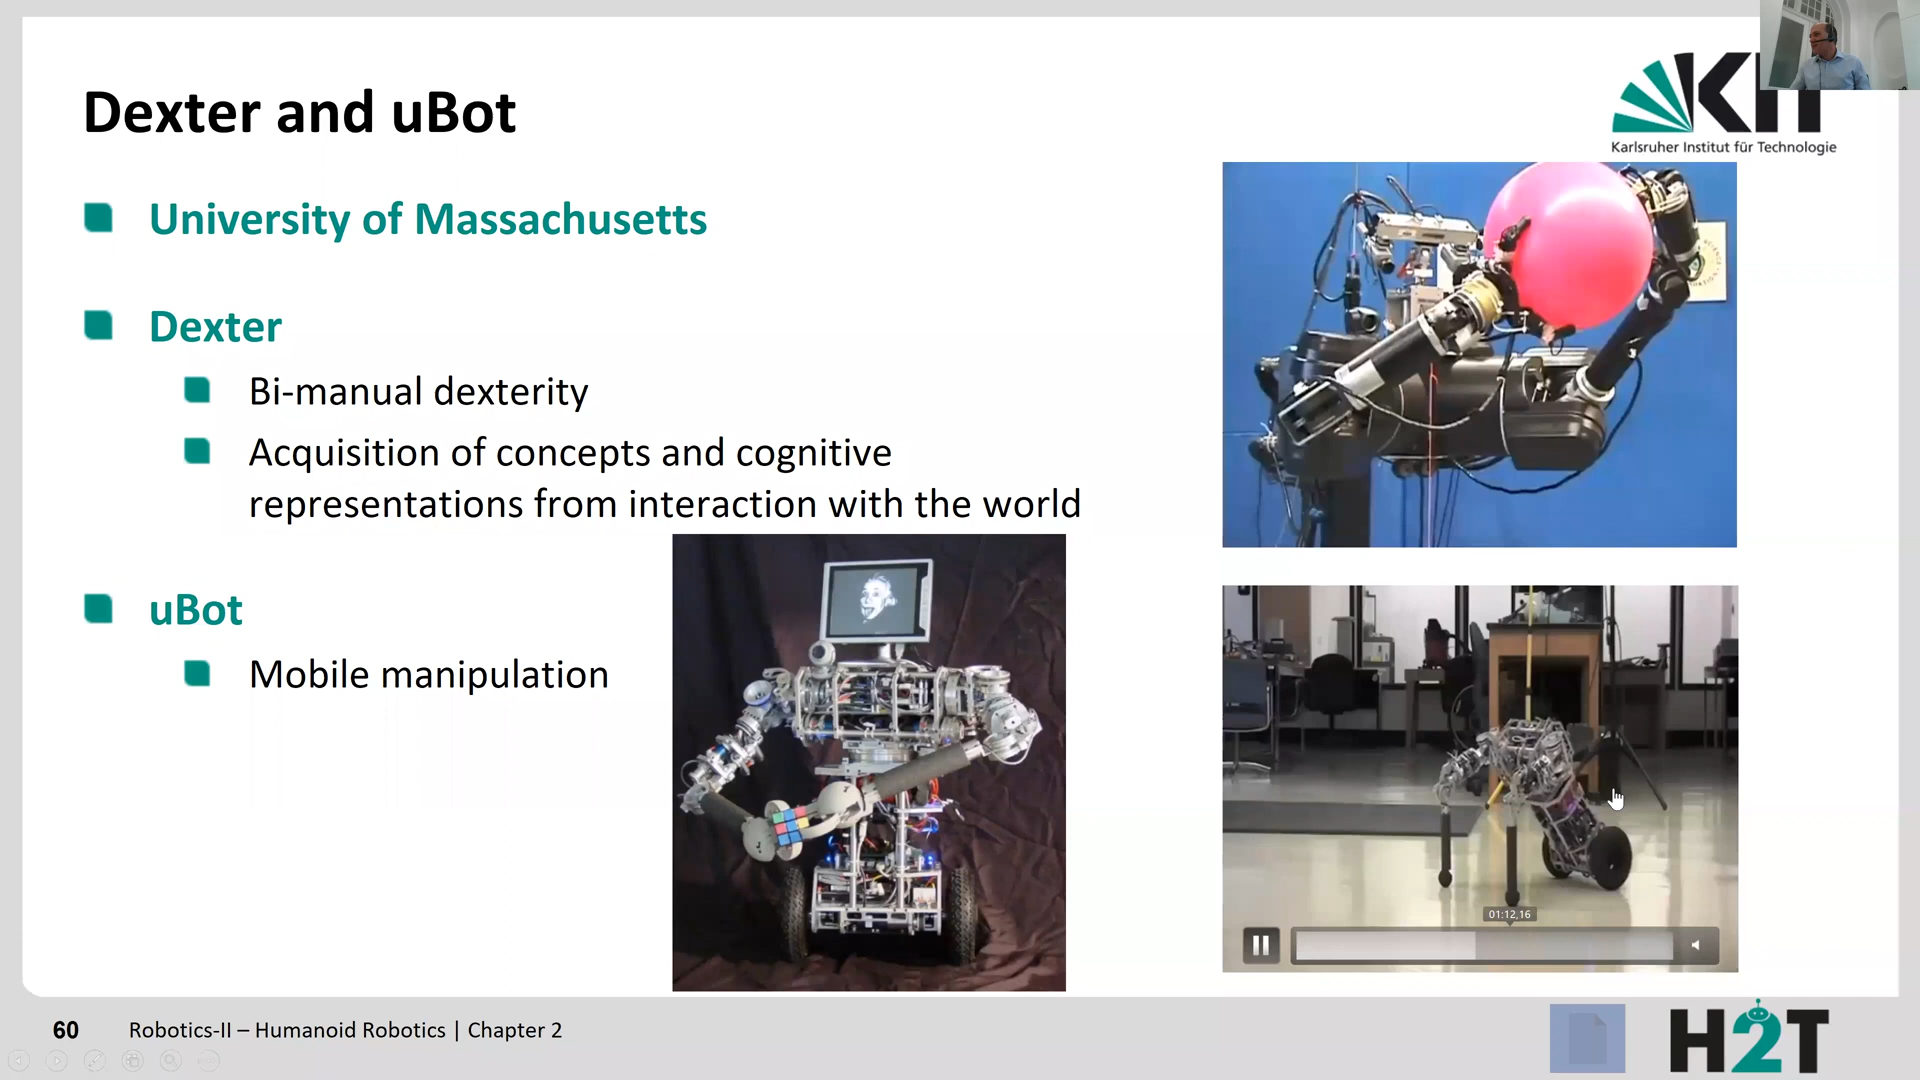 Dexter and uBot
KIT
Karlsruher Institut für Technologie
University of Massachusetts
Dexter
Bi-manual dexterity
Acquisition of concepts and cognitive
representations from interaction with the world
uBot
Mobile manipulation
01:12,16
60 Robotics-II – Humanoid Robotics | Chapter 2
H2T